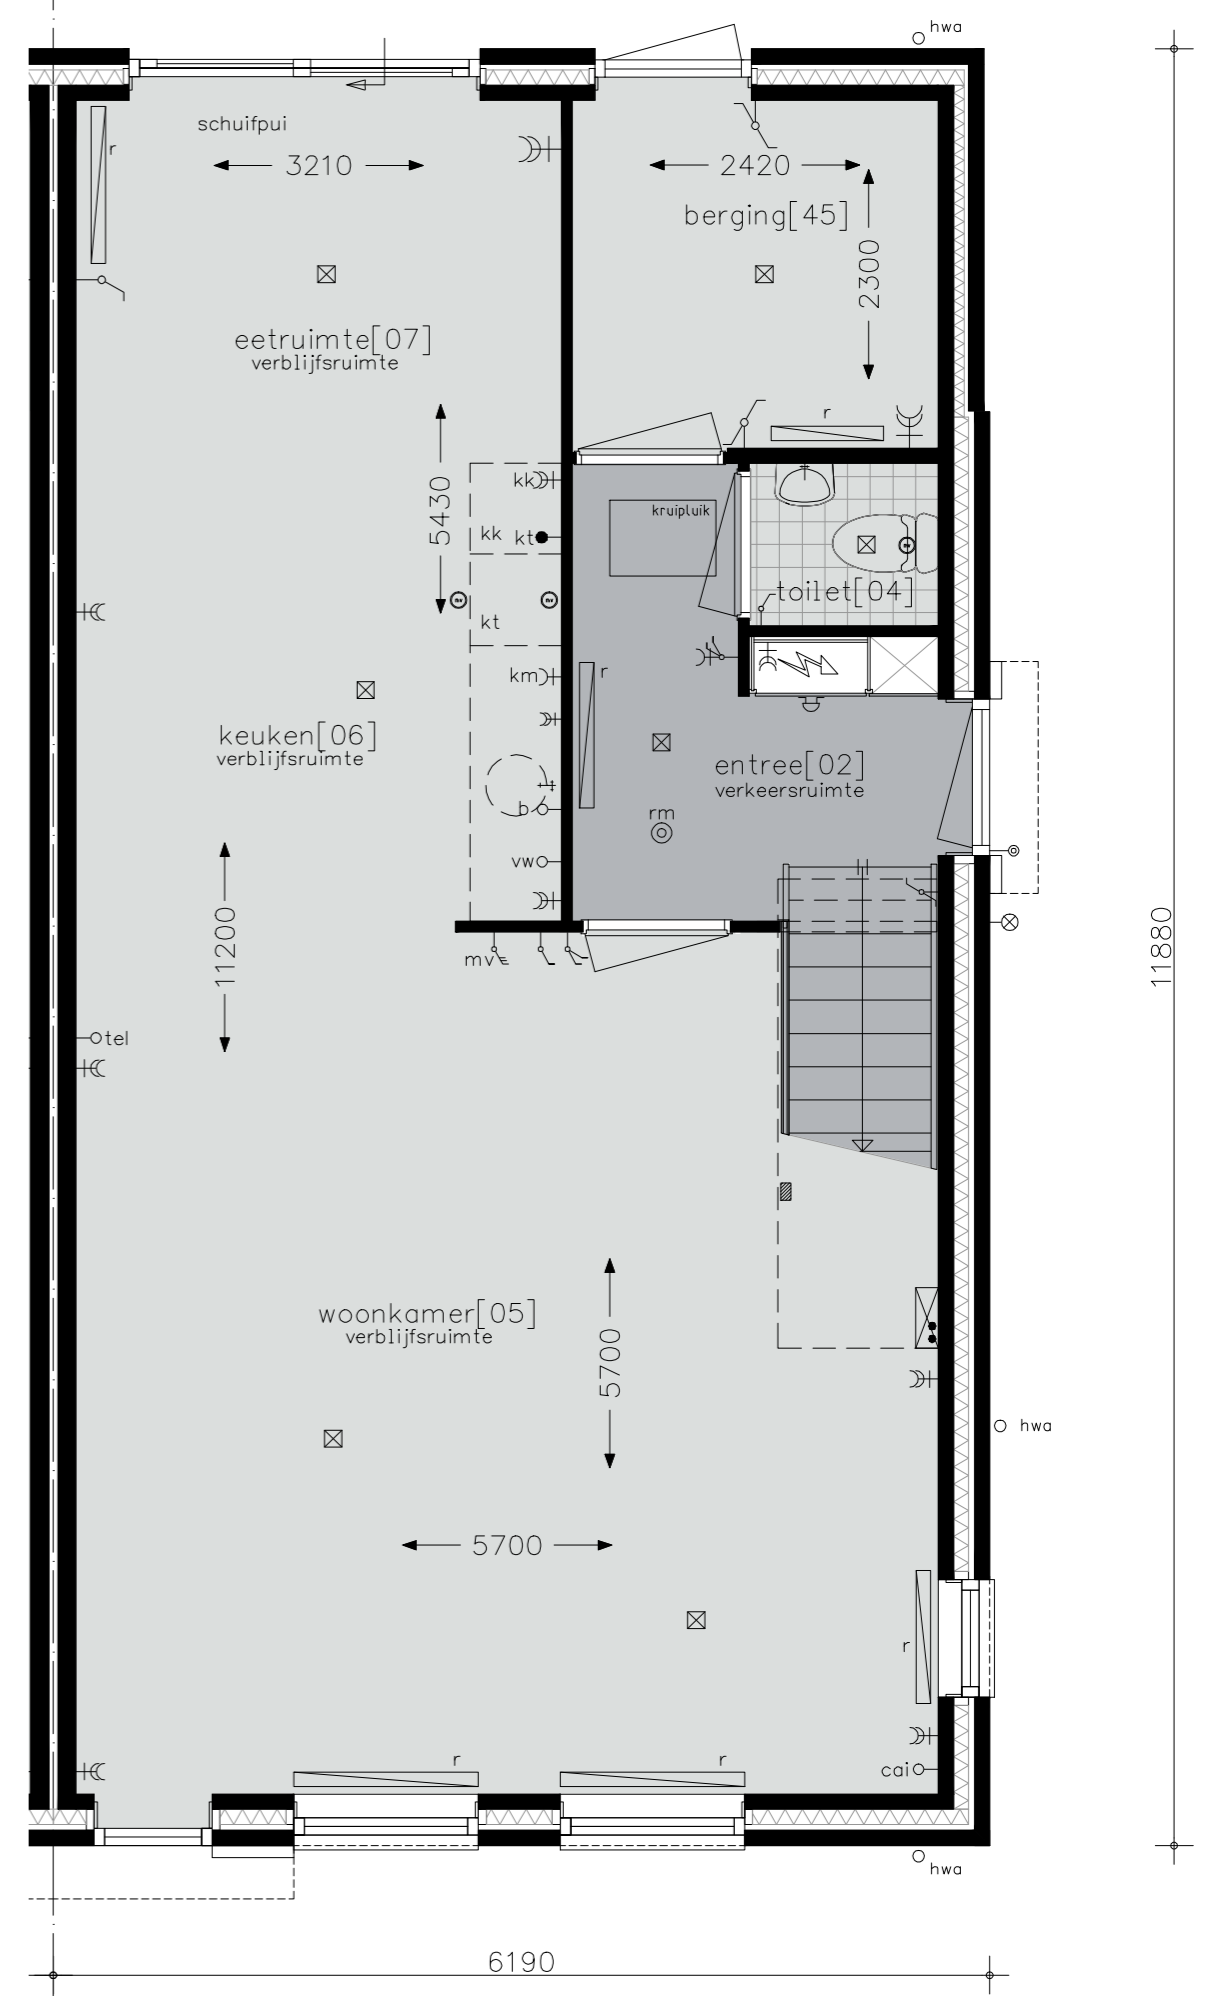 hwa
schuifpui
r
3210
2420
berging[45]
2300
eetruimte[07]
verblijfsruimte
r
5430
kk
kruipluik
kk
kt
toilet[04]
kt
r
km
keuken[06]
verblijfsruimte
entree[02]
verkeersruimte
b
rm
vw
11200
11880
mv
tel
woonkamer[05]
verblijfsruimte
5700
hwa
5700
r
r
r
cai
hwa
6190